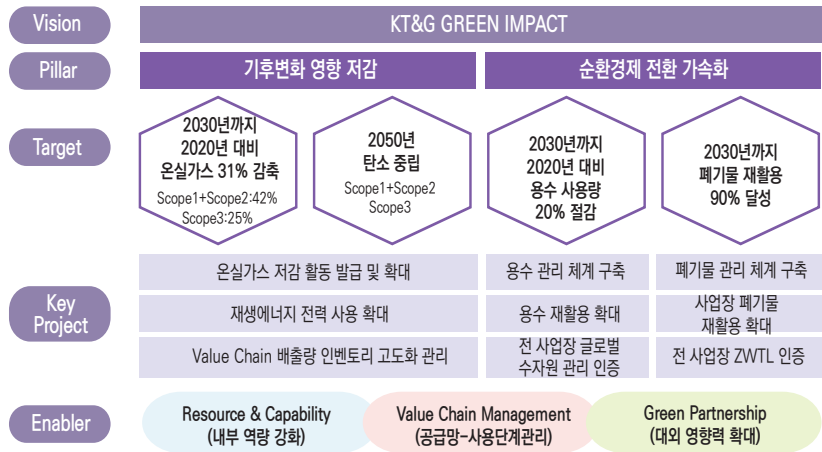 Vision
KT&G GREEN IMPACT
Pillar
기후변화 영향 저감
순환경제 전환 가속화
Target
2030년까지
2020년 대비
온실가스 31% 감축
Scope1+Scope2:42%
Scope3:25%
2050년
탄소 중립
Scope1+Scope2
Scope3
2030년까지
2020년 대비
용수 사용량
20% 절감
2030년까지
폐기물 재활용
90% 달성
Key
Project
온실가스 저감 활동 발급 및 확대
용수 관리 체계 구축
폐기물 관리 체계 구축
재생에너지 전력 사용 확대
용수 재활용 확대
사업장 폐기물
재활용 확대
Value Chain 배출량 인벤토리 고도화 관리
전 사업장 글로벌
수자원 관리 인증
전 사업장 ZWTL 인증
Enabler
Resource & Capability
(내부 역량 강화)
Value Chain Management
(공급망-사용단계관리)
Green Partnership
(대외 영향력 확대)